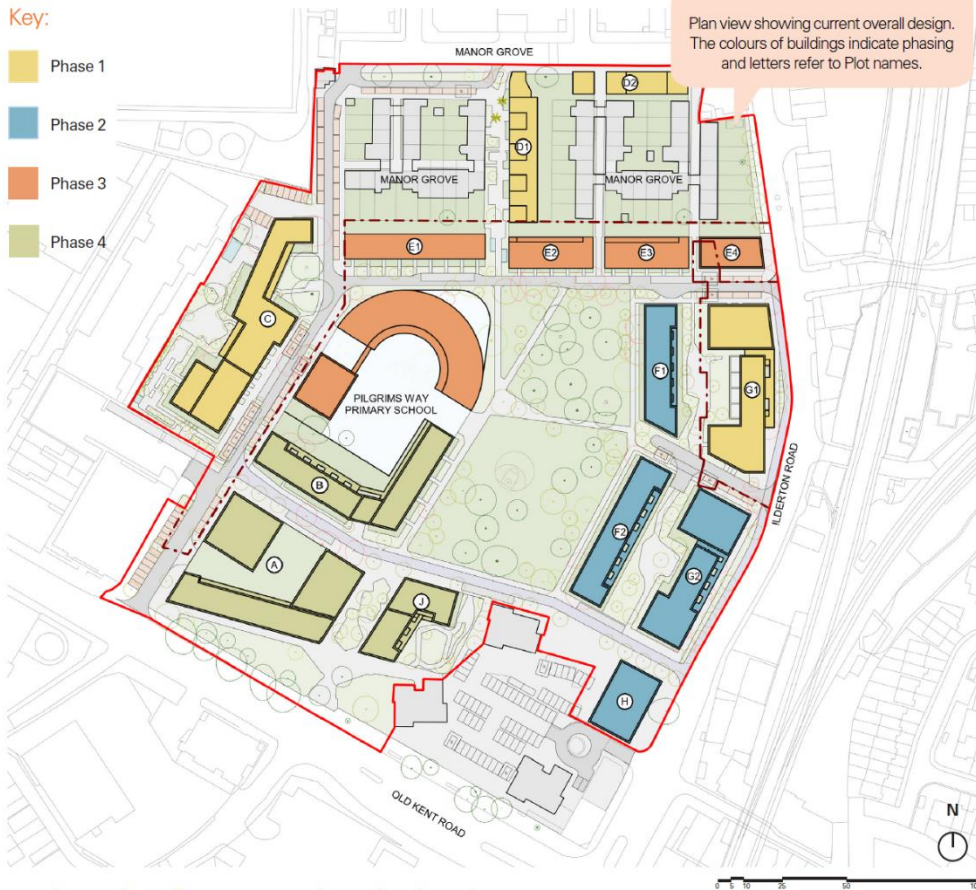 Key:
Phase 1
Phase 2
Phase 3
Phase 4
Plan view showing current overall design.
The colours of buildings indicate phasing
and letters refer to Plot names.
MANOR GROVE
D2
D1
MANOR GROVE
MANOR GROVE
E1
E2
E3
E4
C
F1
G1
PILGRIMS WAY
PRIMARY SCHOOL
B
ILDERTON ROAD
F2
A
G2
J
H
OLD KENT ROAD
N
0 5 10 25 50